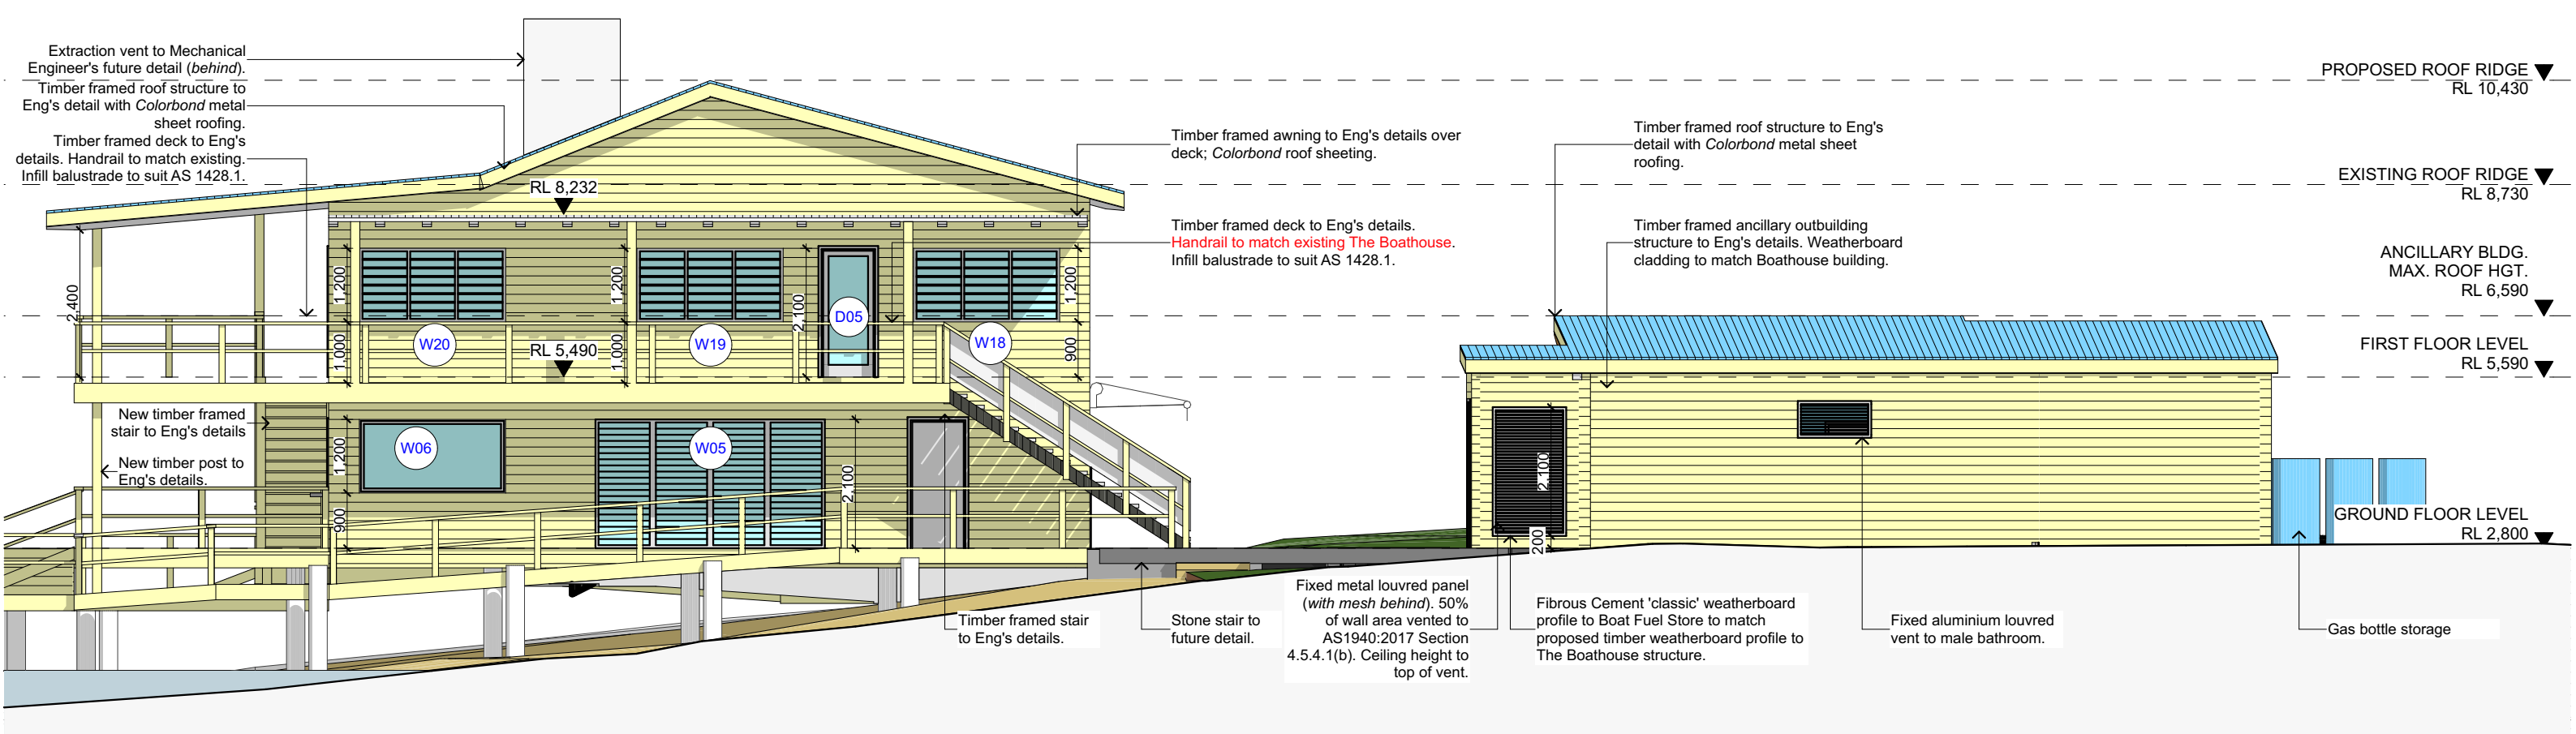 Extraction vent to Mechanical
Engineer's future detail (behind).
Timber framed roof structure to
Eng's detail with Colorbond metal
sheet roofing.
Timber framed deck to Eng's
details. Handrail to match existing.
Infill balustrade to suit AS 1428.1.
New timber framed
stair to Eng's details
New timber post to
Eng's details.
RL 8,232
RL 5,490
2,400
1,200
1,000
1,200
1,000
2,100
1,200
900
W20
W19
D05
W18
W06
W05
1,200
900
2,100
Timber framed awning to Eng's details over
deck; Colorbond roof sheeting.
Timber framed deck to Eng's details.
Handrail to match existing The Boathouse.
Infill balustrade to suit AS 1428.1.
Timber framed roof structure to Eng's
detail with Colorbond metal sheet
roofing.
Timber framed ancillary outbuilding
structure to Eng's details. Weatherboard
cladding to match Boathouse building.
2,100
200
PROPOSED ROOF RIDGE
RL 10,430
EXISTING ROOF RIDGE
RL 8,730
ANCILLARY BLDG.
MAX. ROOF HGT.
RL 6,590
FIRST FLOOR LEVEL
RL 5,590
GROUND FLOOR LEVEL
RL 2,800
Timber framed stair
to Eng's details.
Stone stair to
future detail.
Fixed metal louvred panel
(with mesh behind). 50%
of wall area vented to
AS1940:2017 Section
4.5.4.1(b). Ceiling height to
top of vent.
Fibrous Cement 'classic' weatherboard
profile to Boat Fuel Store to match
proposed timber weatherboard profile to
The Boathouse structure.
Fixed aluminium louvred
vent to male bathroom.
Gas bottle storage